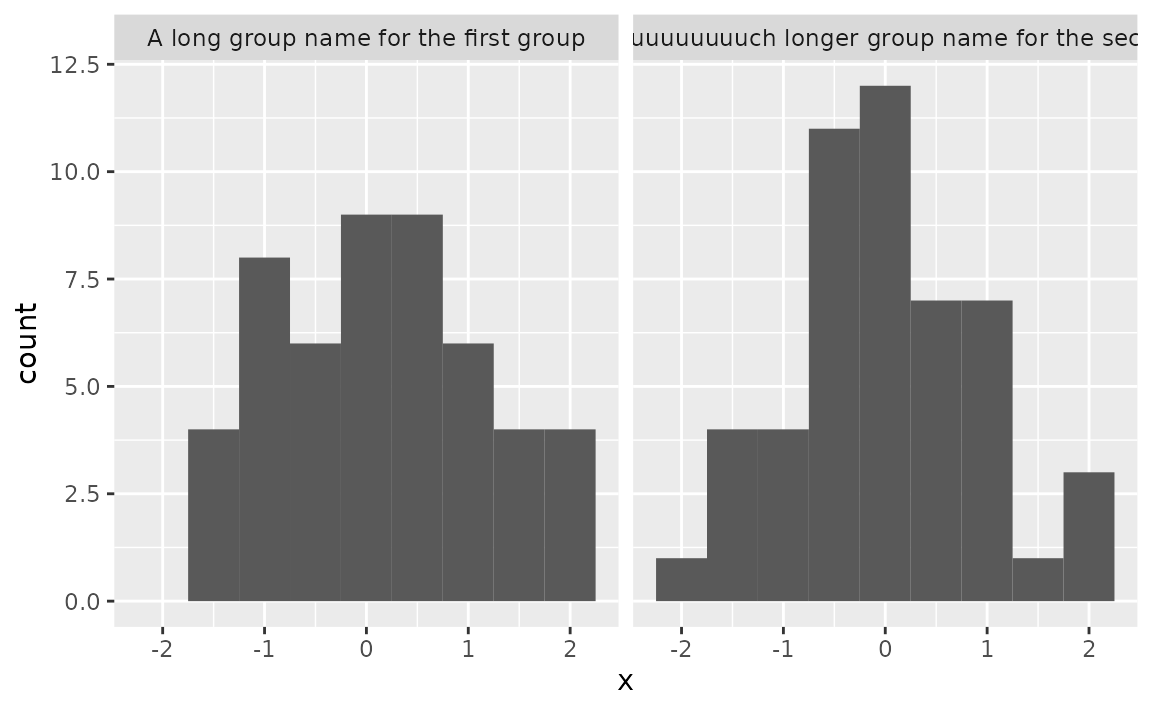 A long group name for the first group
uuuuuuuuch longer group name for the sec
12.5
10.0
7.5
5.0
2.5
0.0
count
-2 -1 0 1 2
-2 -1 0 1 2
x